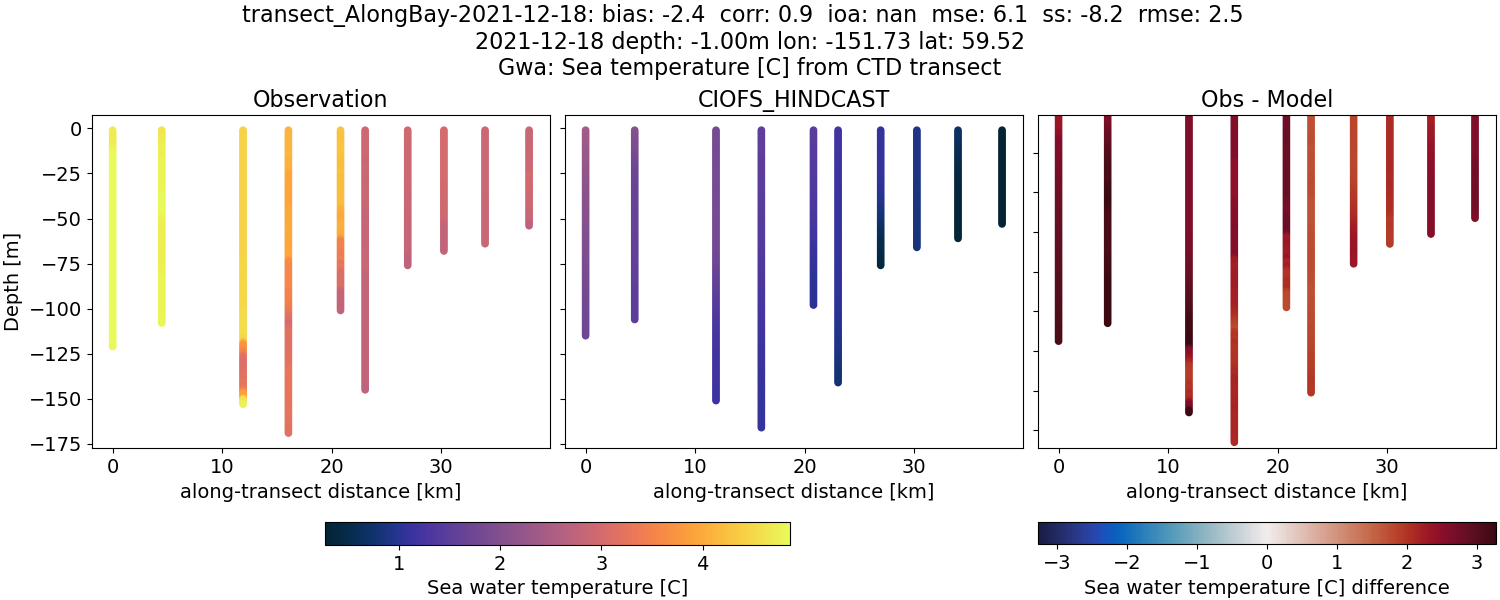 transect_AlongBay-2021-12-18: bias: -2.4  corr: 0.9  ioa: nan  mse: 6.1  ss: -8.2  rmse: 2.5
2021-12-18 depth: -1.00m lon: -151.73 lat: 59.52
Gwa: Sea temperature [C] from CTD transect
Observation
CIOFS_HINDCAST
Obs - Model
Depth [m]
0
−25
−50
−75
−100
−125
−150
−175
0 10 20 30
0 10 20 30
0 10 20 30
along-transect distance [km]
along-transect distance [km]
along-transect distance [km]
1 2 3 4
Sea water temperature [C]
−3 −2 −1 0 1 2 3
Sea water temperature [C] difference